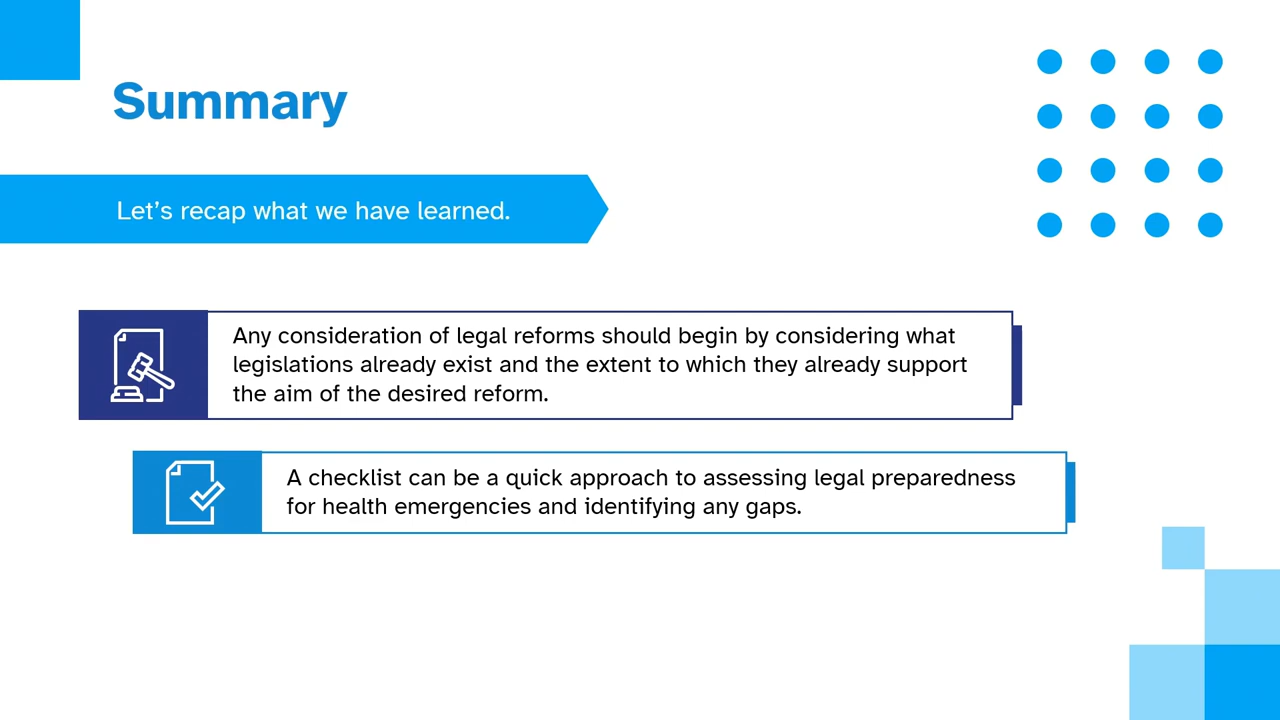 Summary
Let’s recap what we have learned.
Any consideration of legal reforms should begin by considering what
legislations already exist and the extent to which they already support
the aim of the desired reform.
A checklist can be a quick approach to assessing legal preparedness
for health emergencies and identifying any gaps.